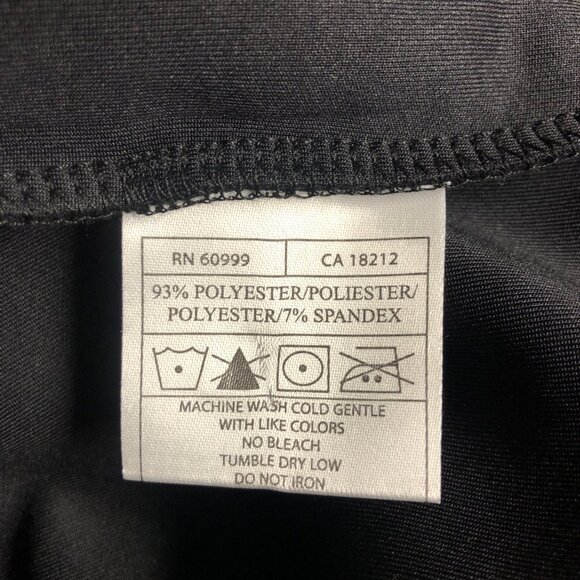 RN 60999 CA 18212
93% POLYESTER/POLIESTER/
POLYESTER/7% SPANDEX
MACHINE WASH COLD GENTLE
WITH LIKE COLORS
NO BLEACH
TUMBLE DRY LOW
DO NOT IRON